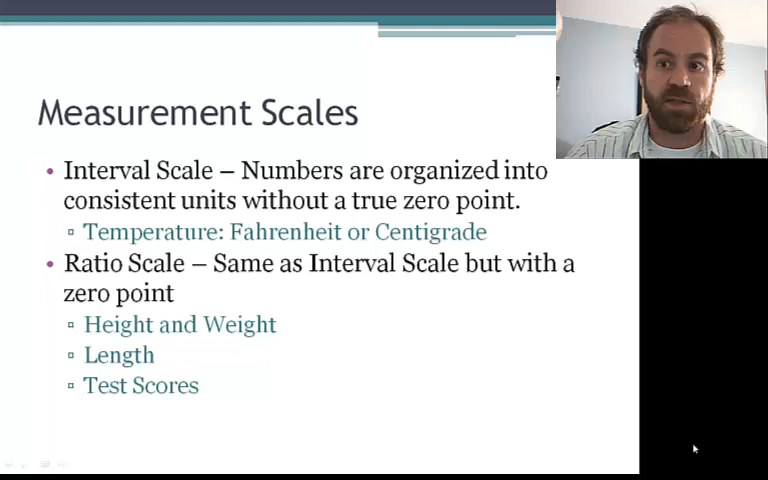 Measurement Scales
• Interval Scale – Numbers are organized into
consistent units without a true zero point.
▫ Temperature: Fahrenheit or Centigrade
• Ratio Scale – Same as Interval Scale but with a
zero point
▫ Height and Weight
▫ Length
▫ Test Scores